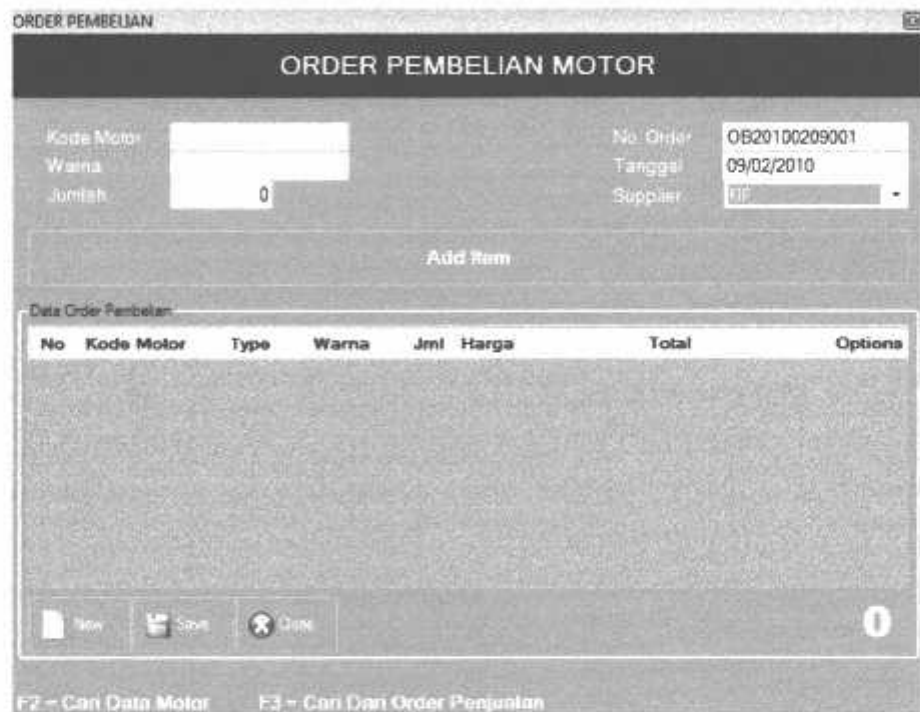 ORDER PEMBELIAN
ORDER PEMBELIAN MOTOR
Kode Motor
Warna
Jumlah 0
No. Order OB20100209001
Tanggal 09/02/2010
Supplier
Add Item
Data Order Pembelian
No Kode Motor Type Warna Jml Harga Total Options
New Save Close 0
F2 = Cari Data Motor F3 = Cari Dari Order Penjualan